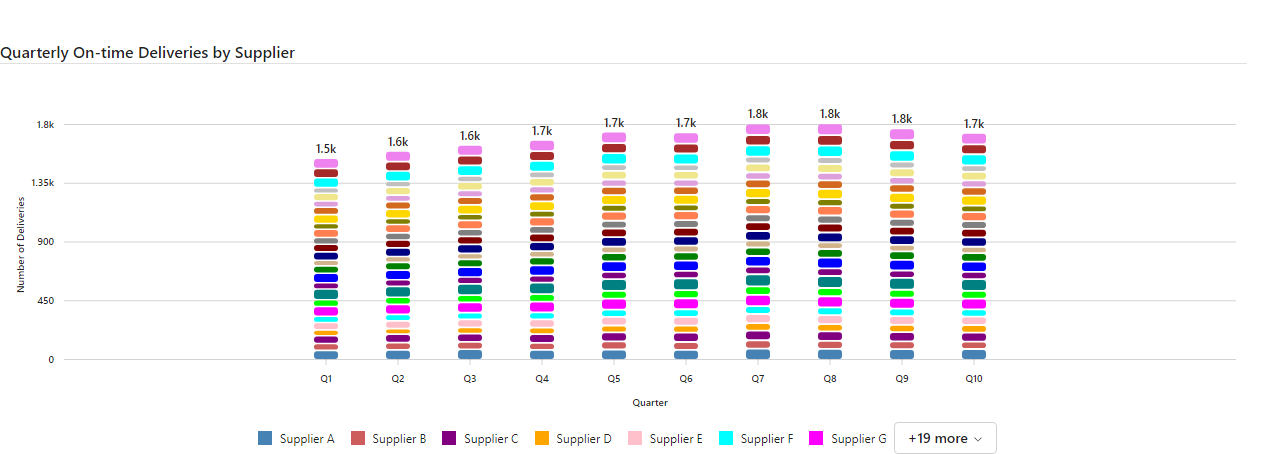 Quarterly On-time Deliveries by Supplier
1.5k 1.6k 1.6k 1.7k 1.7k 1.7k 1.8k 1.8k 1.8k 1.7k
1.8k
1.35k
900
450
0
Number of Deliveries
Q1 Q2 Q3 Q4 Q5 Q6 Q7 Q8 Q9 Q10
Quarter
Supplier A Supplier B Supplier C Supplier D Supplier E Supplier F Supplier G +19 more